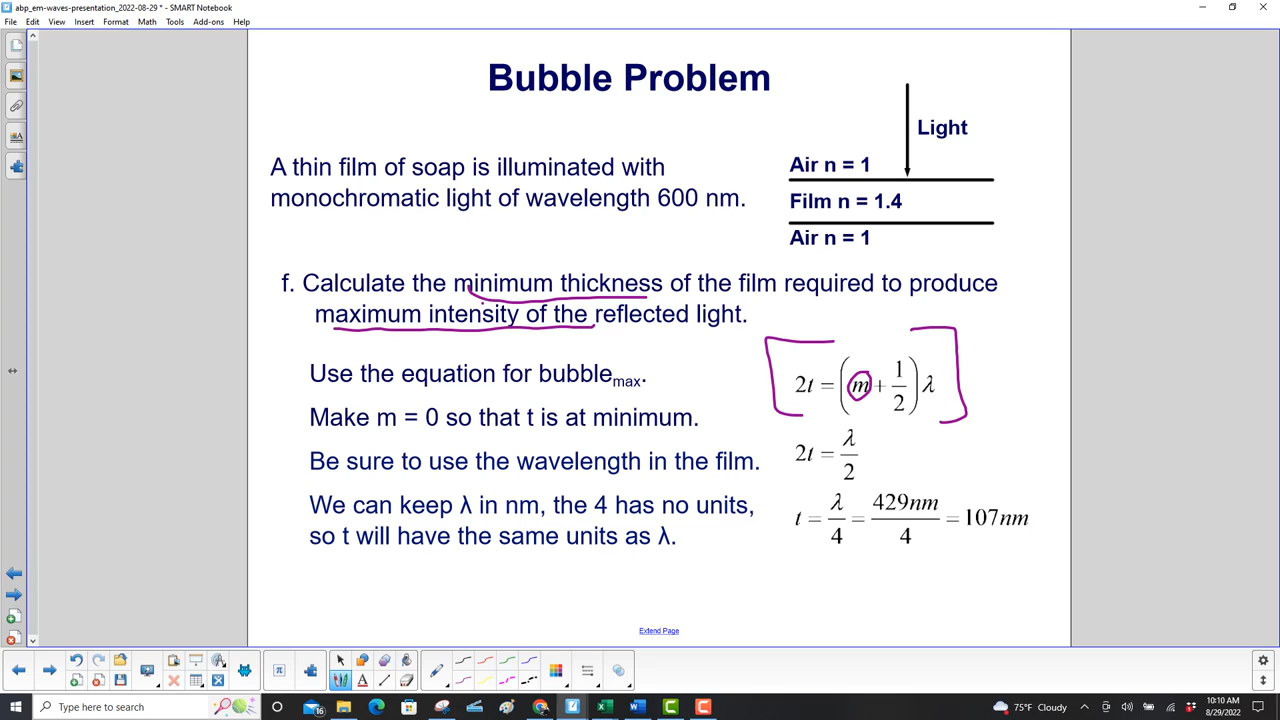 abp_em-waves-presentation_2022-08-29 * - SMART Notebook
File Edit View Insert Format Math Tools Add-ons Help
Bubble Problem
Light
A thin film of soap is illuminated with
monochromatic light of wavelength 600 nm.
Air n = 1
Film n = 1.4
Air n = 1
f. Calculate the minimum thickness of the film required to produce
maximum intensity of the reflected light.
Use the equation for bubble_max.
2t = (m + 1/2) λ
Make m = 0 so that t is at minimum.
Be sure to use the wavelength in the film.
2t = λ/2
We can keep λ in nm, the 4 has no units,
so t will have the same units as λ.
t = λ/4 = 429nm/4 = 107nm
Extend Page
Type here to search
16
75°F Cloudy
10:10 AM
8/29/2022